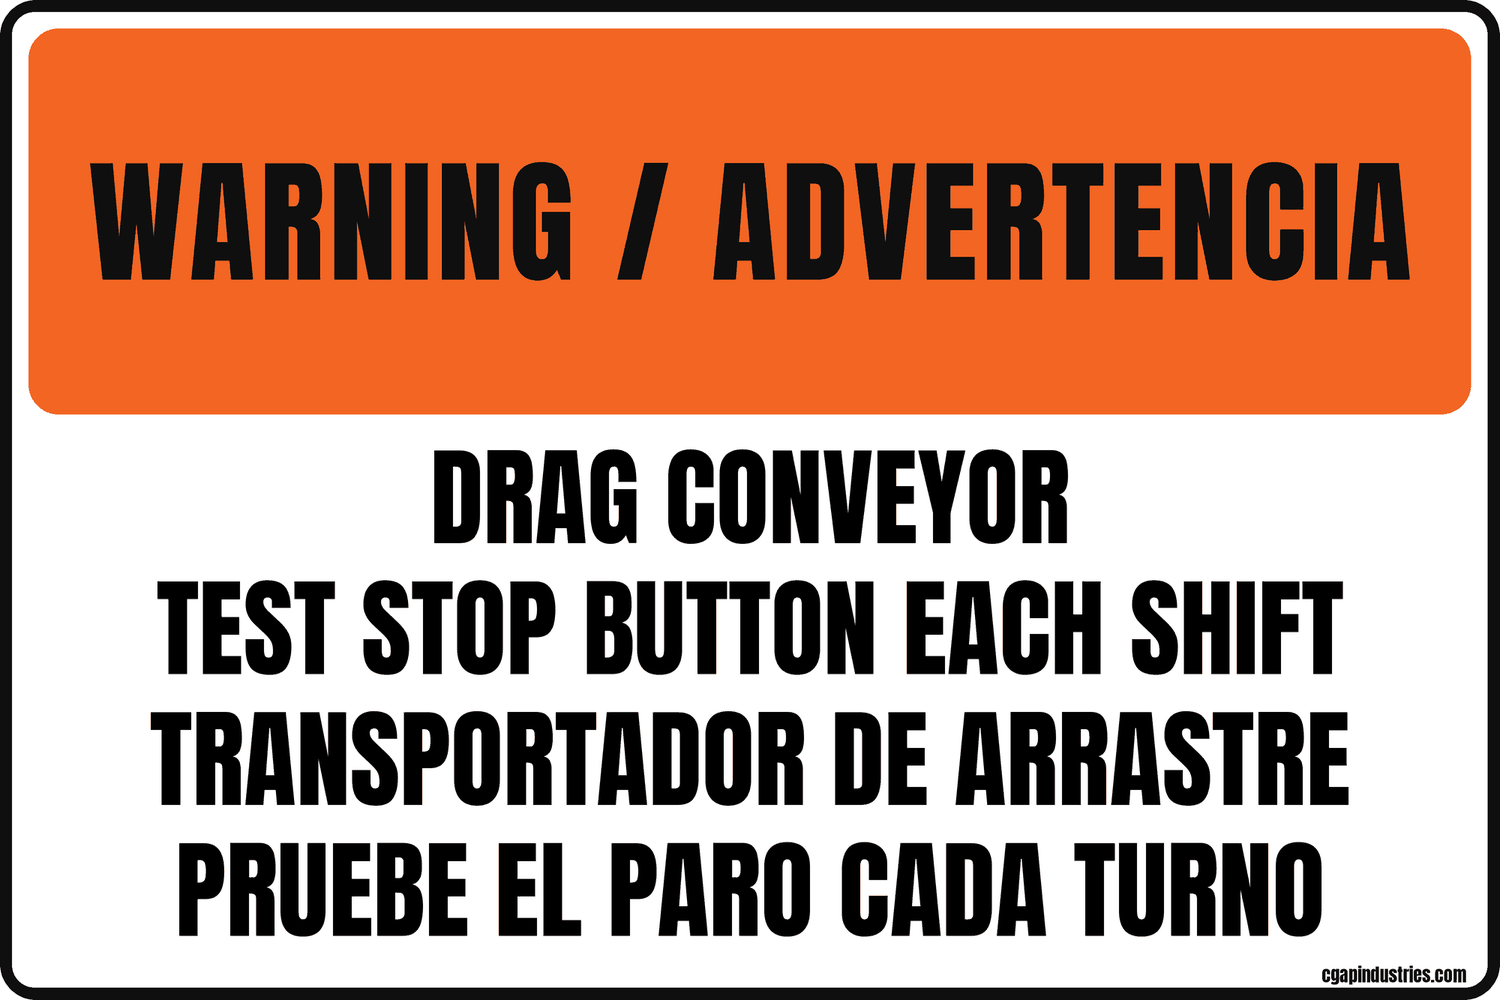 WARNING / ADVERTENCIA
DRAG CONVEYOR
TEST STOP BUTTON EACH SHIFT
TRANSPORTADOR DE ARRASTRE
PRUEBE EL PARO CADA TURNO
cgapindustries.com